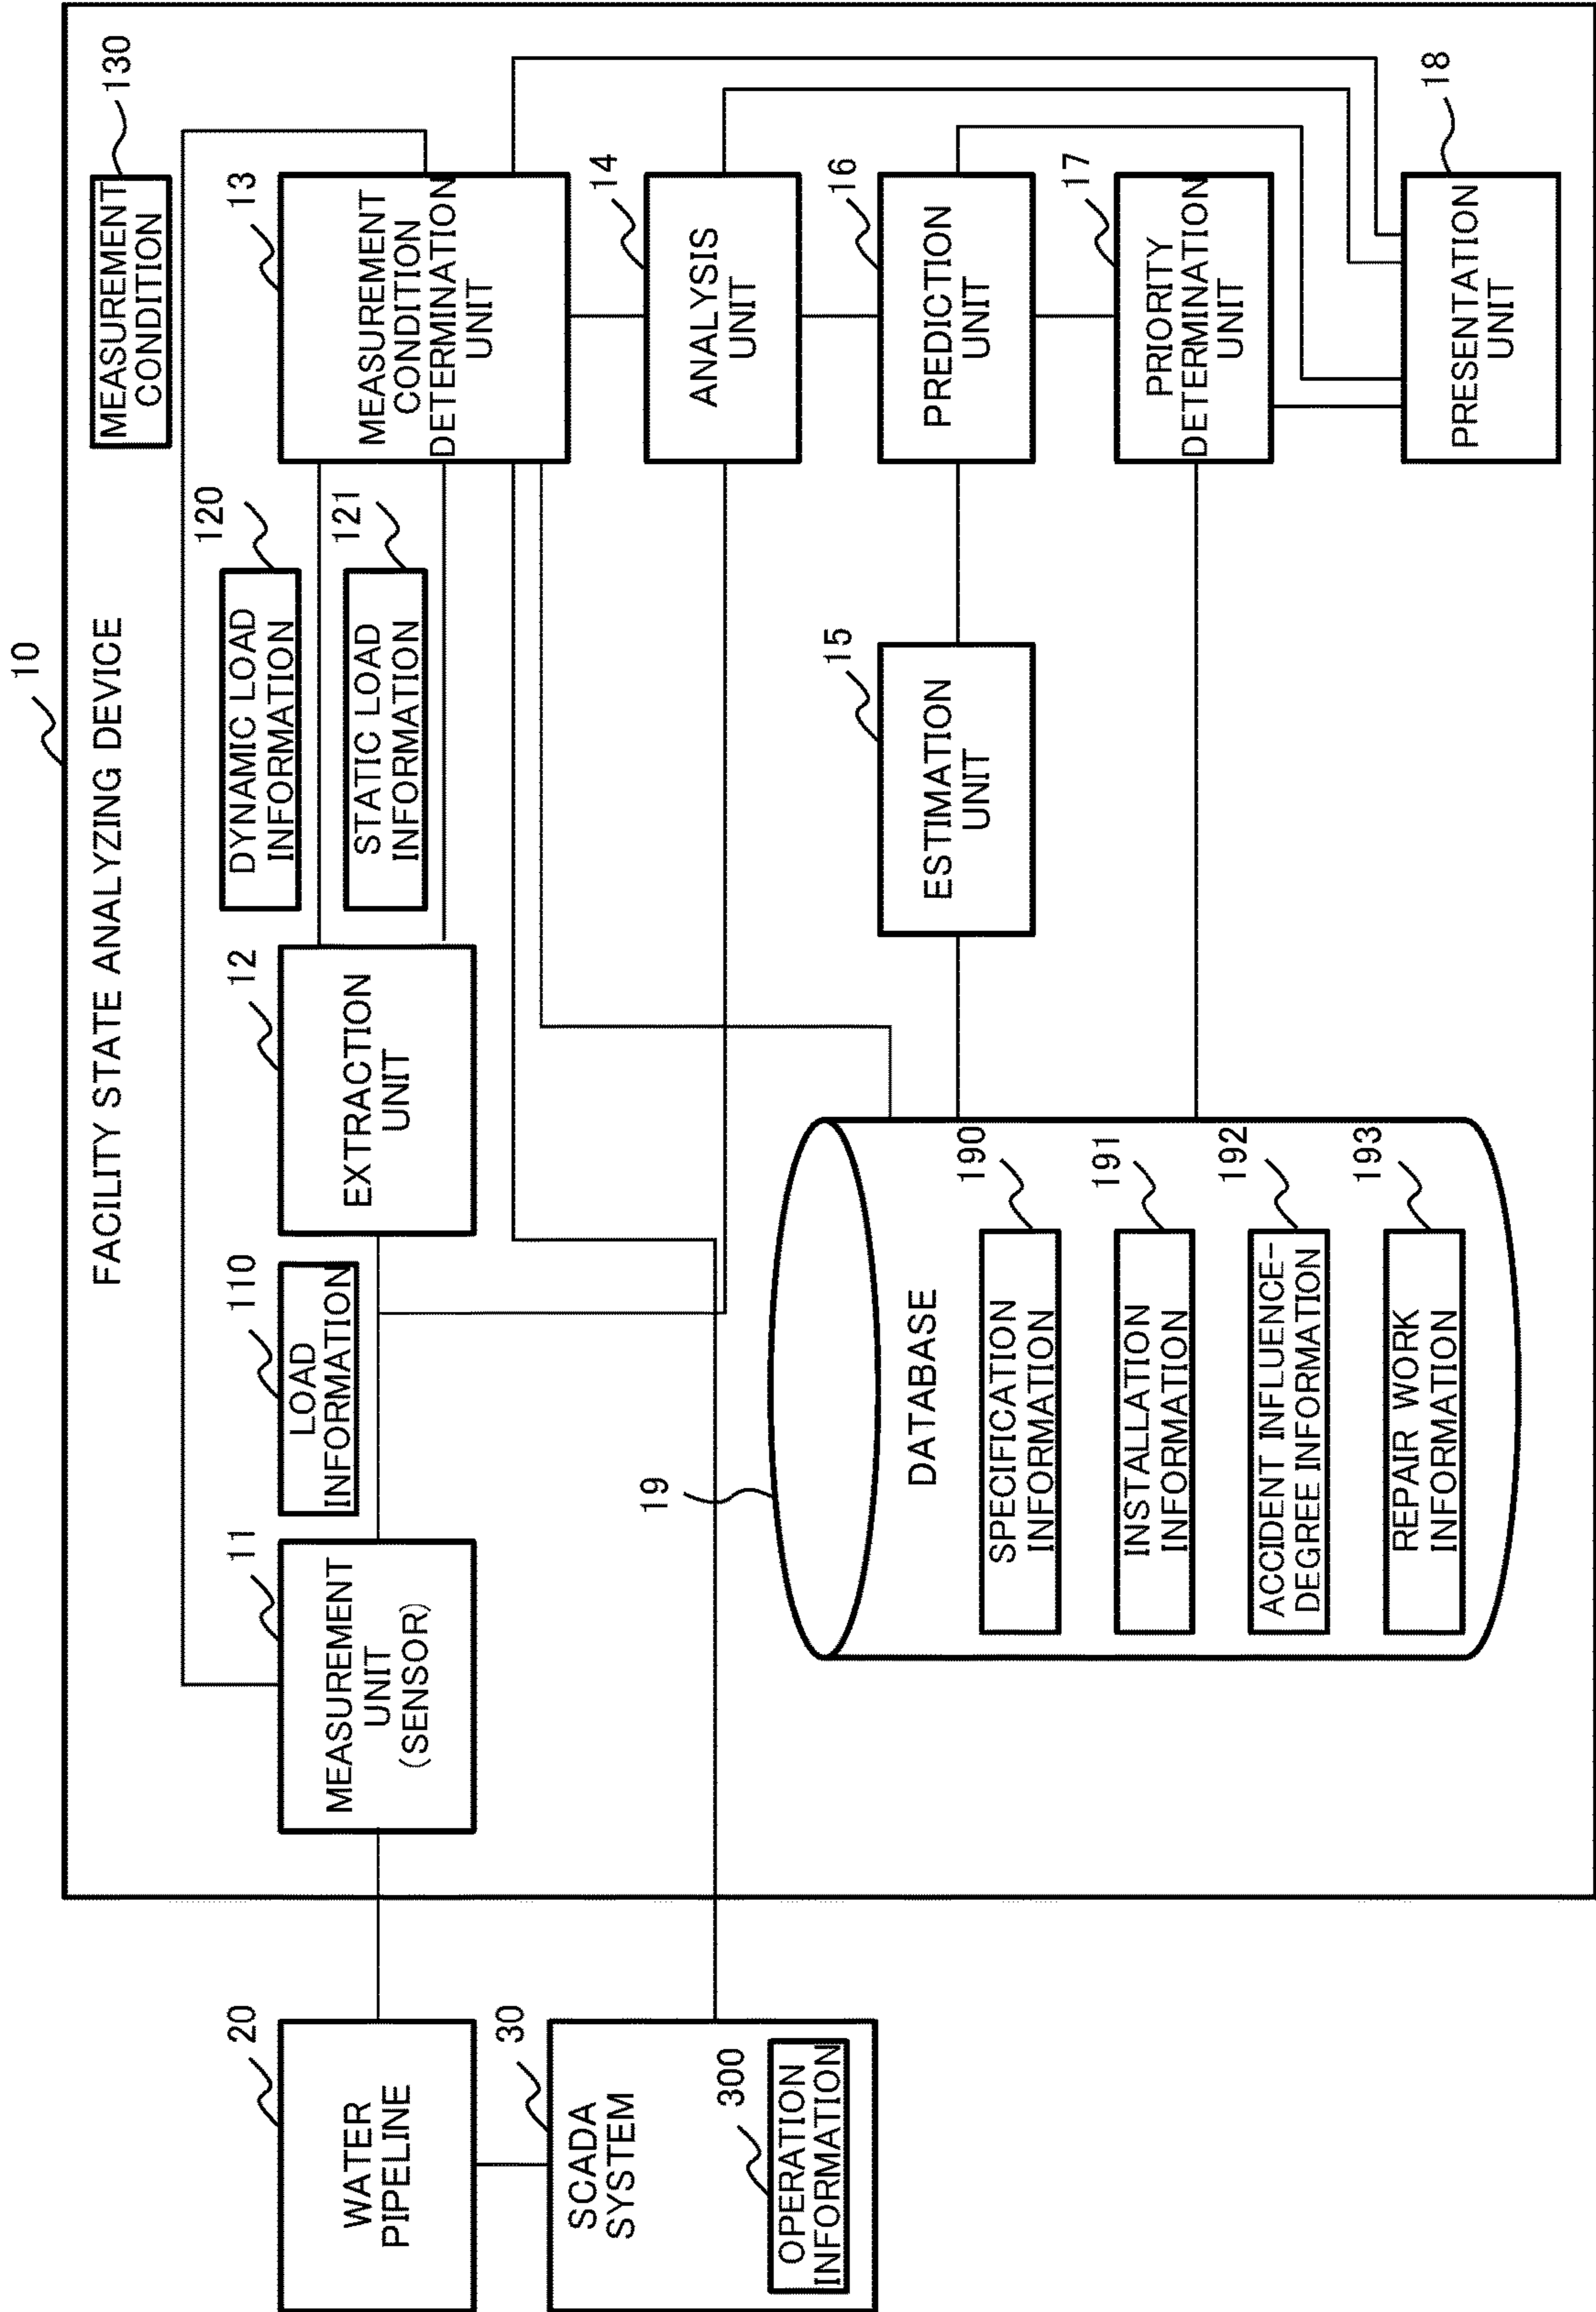 10
FACILITY STATE ANALYZING DEVICE
MEASUREMENT
CONDITION
130
20
WATER
PIPELINE
11
MEASUREMENT
UNIT
(SENSOR)
110
LOAD
INFORMATION
12
EXTRACTION
UNIT
120
DYNAMIC LOAD
INFORMATION
121
STATIC LOAD
INFORMATION
13
MEASUREMENT
CONDITION
DETERMINATION
UNIT
30
SCADA
SYSTEM
300
OPERATION
INFORMATION
14
ANALYSIS
UNIT
19
DATABASE
190
SPECIFICATION
INFORMATION
191
INSTALLATION
INFORMATION
192
ACCIDENT INFLUENCE-
DEGREE INFORMATION
193
REPAIR WORK
INFORMATION
15
ESTIMATION
UNIT
16
PREDICTION
UNIT
17
PRIORITY
DETERMINATION
UNIT
18
PRESENTATION
UNIT